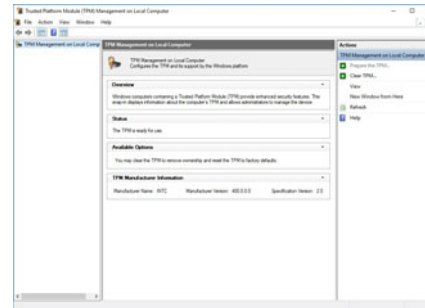 Trusted Platform Module (TPM) Management on Local Computer
File Action View Window Help
TPM Management on Local Comp
TPM Management on Local Computer
TPM Management on Local Computer
Configures the TPM and its support by the Windows platform
Overview
Windows computers containing a Trusted Platform Module (TPM) provide enhanced security features. This
snap-in displays information about the computer's TPM and allows administrators to manage the device.
Status
The TPM is ready for use.
Available Options
You may clear the TPM to remove ownership and reset the TPM to factory defaults.
TPM Manufacturer Information
Manufacturer Name: INTC Manufacturer Version: 400.0.0.0 Specification Version: 2.0
Actions
TPM Management on Local Computer
Prepare the TPM...
Clear TPM...
View
New Window from Here
Refresh
Help